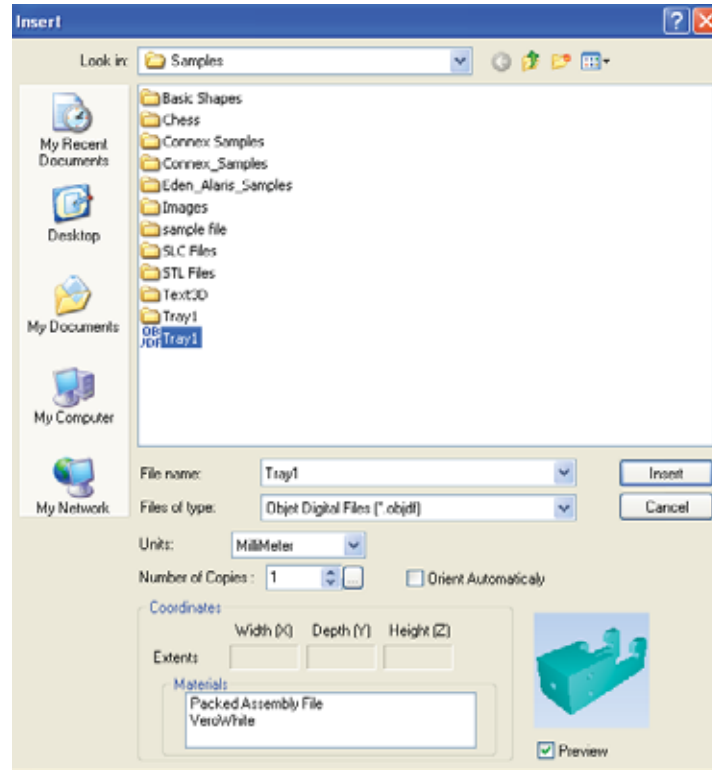 Insert
Look in:
Samples
My Recent
Documents
Desktop
My Documents
My Computer
My Network
Basic Shapes
Chess
Connex Samples
Connex_Samples
Eden_Alaris_Samples
Images
sample file
SLC Files
STL Files
Text3D
Tray1
Tray1
File name: Tray1 Insert
Files of type: Objet Digital Files (*.objdf) Cancel
Units: MilliMeter
Number of Copies : 1 ... Orient Automaticaly
Coordinates
Width (X) Depth (Y) Height (Z)
Extents
Materials
Packed Assembly File
VeroWhite
Preview